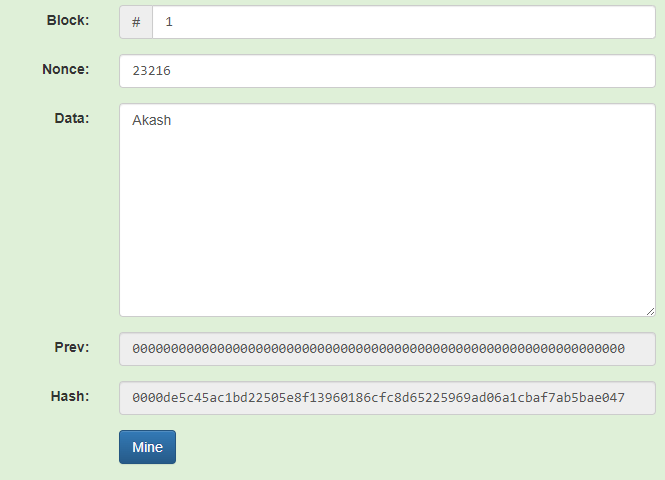 Block: # 1
Nonce: 23216
Data: Akash
Prev: 0000000000000000000000000000000000000000000000000000000000000000
Hash: 0000de5c45ac1bd22505e8f13960186cfc8d65225969ad06a1cbaf7ab5bae047
Mine